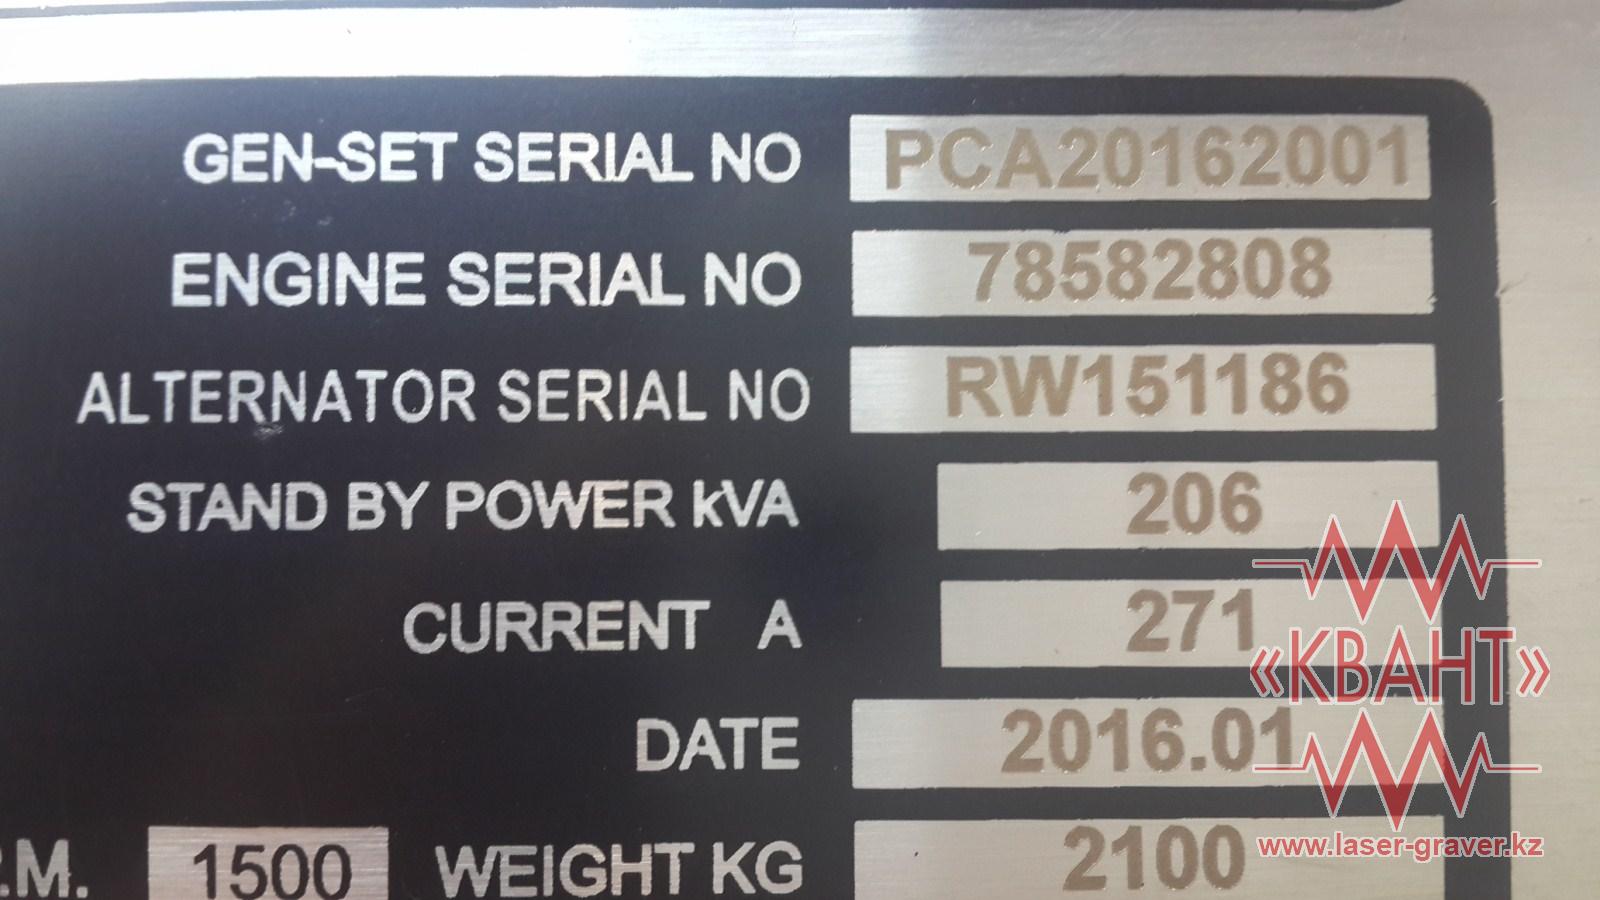 GEN-SET SERIAL NO PCA20162001
ENGINE SERIAL NO 78582808
ALTERNATOR SERIAL NO RW151186
STAND BY POWER kVA 206
CURRENT A 271
DATE 2016.01
.M. 1500 WEIGHT KG 2100
«КВАНТ»
www.laser-graver.kz